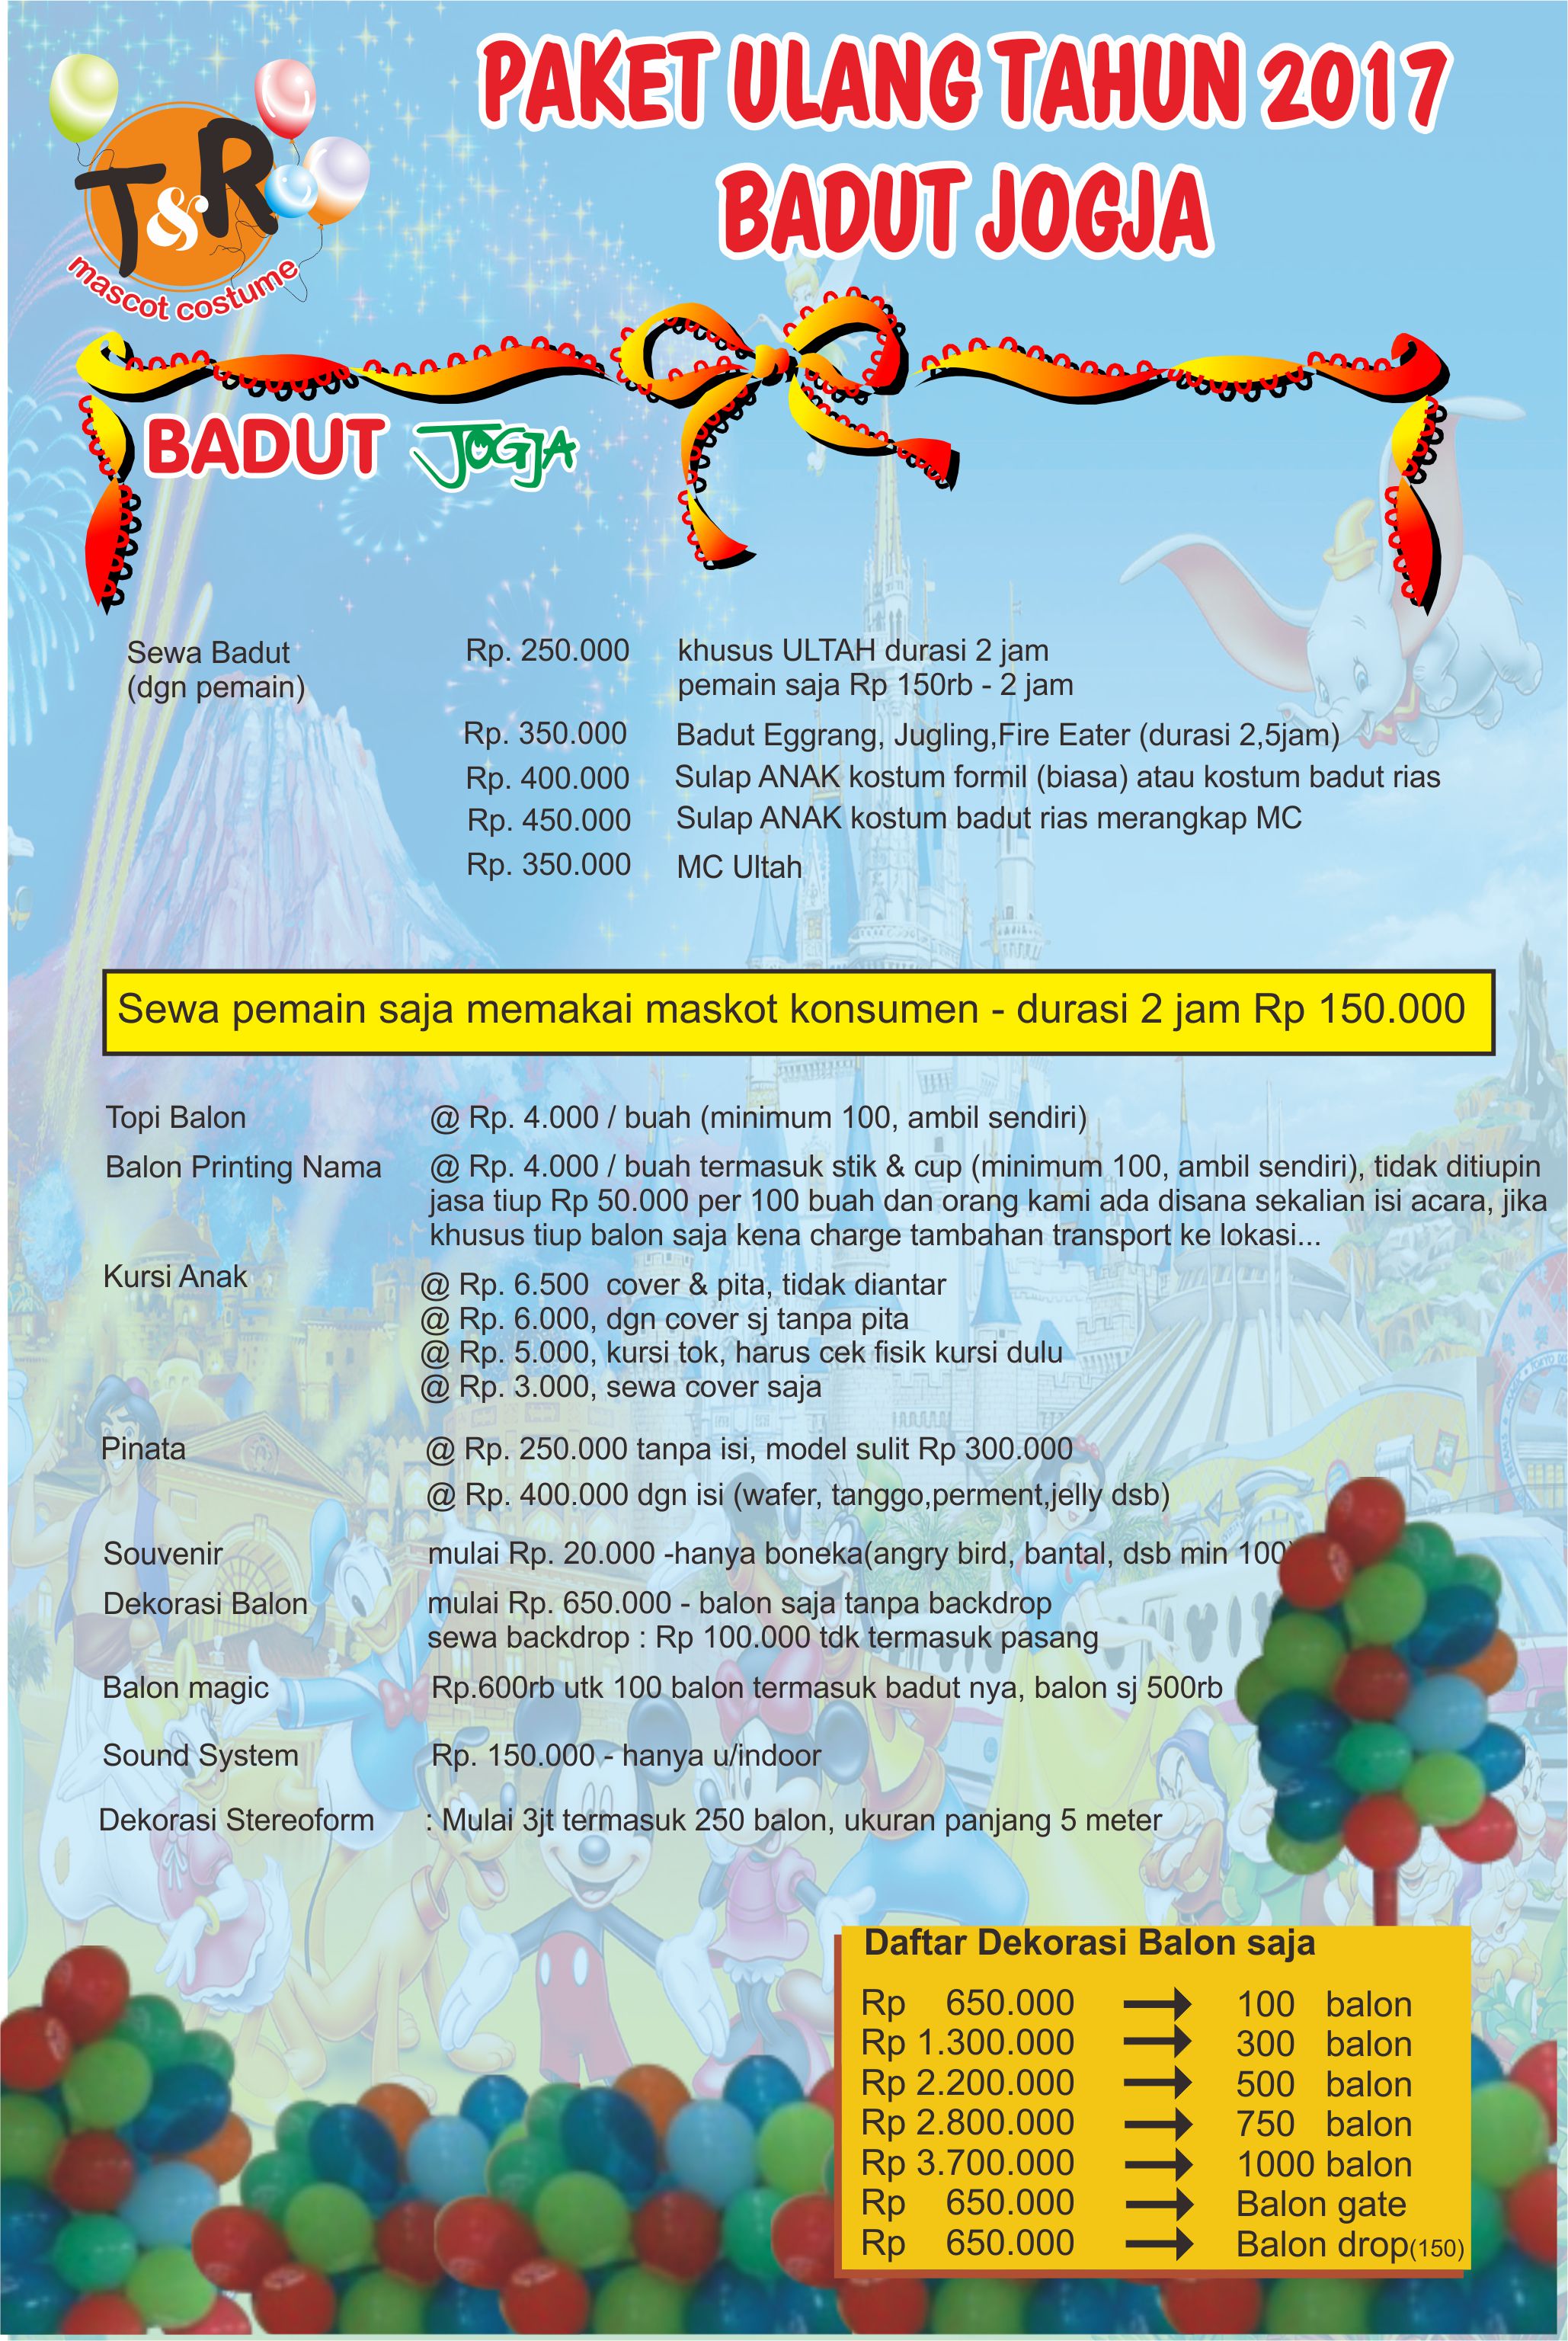 PAKET ULANG TAHUN 2017
BADUT JOGJA
T&R
mascot costume
BADUT JOGJA
Sewa Badut Rp. 250.000 khusus ULTAH durasi 2 jam
(dgn pemain) pemain saja Rp 150rb - 2 jam
Rp. 350.000 Badut Eggrang, Jugling,Fire Eater (durasi 2,5jam)
Rp. 400.000 Sulap ANAK kostum formil (biasa) atau kostum badut rias
Rp. 450.000 Sulap ANAK kostum badut rias merangkap MC
Rp. 350.000 MC Ultah
Sewa pemain saja memakai maskot konsumen - durasi 2 jam Rp 150.000
Topi Balon @ Rp. 4.000 / buah (minimum 100, ambil sendiri)
Balon Printing Nama @ Rp. 4.000 / buah termasuk stik & cup (minimum 100, ambil sendiri), tidak ditiupin
jasa tiup Rp 50.000 per 100 buah dan orang kami ada disana sekalian isi acara, jika
khusus tiup balon saja kena charge tambahan transport ke lokasi...
Kursi Anak @ Rp. 6.500 cover & pita, tidak diantar
@ Rp. 6.000, dgn cover sj tanpa pita
@ Rp. 5.000, kursi tok, harus cek fisik kursi dulu
@ Rp. 3.000, sewa cover saja
Pinata @ Rp. 250.000 tanpa isi, model sulit Rp 300.000
@ Rp. 400.000 dgn isi (wafer, tanggo,perment,jelly dsb)
Souvenir mulai Rp. 20.000 -hanya boneka(angry bird, bantal, dsb min 100)
Dekorasi Balon mulai Rp. 650.000 - balon saja tanpa backdrop
sewa backdrop : Rp 100.000 tdk termasuk pasang
Balon magic Rp.600rb utk 100 balon termasuk badut nya, balon sj 500rb
Sound System Rp. 150.000 - hanya u/indoor
Dekorasi Stereoform : Mulai 3jt termasuk 250 balon, ukuran panjang 5 meter
Daftar Dekorasi Balon saja
Rp 650.000 → 100 balon
Rp 1.300.000 → 300 balon
Rp 2.200.000 → 500 balon
Rp 2.800.000 → 750 balon
Rp 3.700.000 → 1000 balon
Rp 650.000 → Balon gate
Rp 650.000 → Balon drop(150)